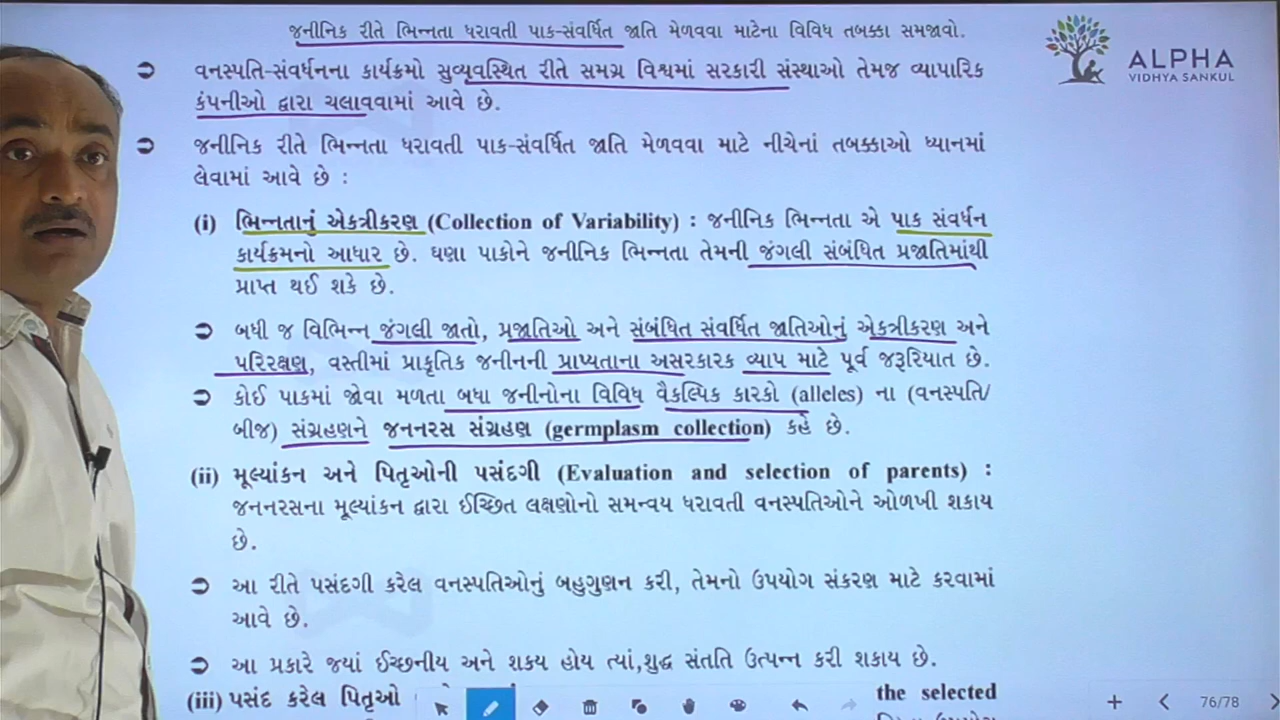 જનીનિક રીતે ભિન્નતા ધરાવતી પાક-સંવર્ધિત જાતિ મેળવવા માટેના વિવિધ તબક્કા સમજાવો.
ALPHA
VIDHYA SANKUL
વનસ્પતિ-સંવર્ધનના કાર્યક્રમો સુવ્યવસ્થિત રીતે સમગ્ર વિશ્વમાં સરકારી સંસ્થાઓ તેમજ વ્યાપારિક
કંપનીઓ દ્વારા ચલાવવામાં આવે છે.
જનીનિક રીતે ભિન્નતા ધરાવતી પાક-સંવર્ધિત જાતિ મેળવવા માટે નીચેનાં તબક્કાઓ ધ્યાનમાં
લેવામાં આવે છે :
(i) ભિન્નતાનું એકત્રીકરણ (Collection of Variability) : જનીનિક ભિન્નતા એ પાક સંવર્ધન
કાર્યક્રમનો આધાર છે. ઘણા પાકોને જનીનિક ભિન્નતા તેમની જંગલી સંબંધિત પ્રજાતિમાંથી
પ્રાપ્ત થઈ શકે છે.
બધી જ વિભિન્ન જંગલી જાતો, પ્રજાતિઓ અને સંબંધિત સંવર્ધિત જાતિઓનું એકત્રીકરણ અને
પરિરક્ષણ, વસ્તીમાં પ્રાકૃતિક જનીનની પ્રાપ્યતાના અસરકારક વ્યાપ માટે પૂર્વ જરૂરિયાત છે.
કોઈ પાકમાં જોવા મળતા બધા જનીનોના વિવિધ વૈકલ્પિક કારકો (alleles) ના (વનસ્પતિ/
બીજ) સંગ્રહણને જનનરસ સંગ્રહણ (germplasm collection) કહે છે.
(ii) મૂલ્યાંકન અને પિતૃઓની પસંદગી (Evaluation and selection of parents) :
જનનરસના મૂલ્યાંકન દ્વારા ઈચ્છિત લક્ષણોનો સમન્વય ધરાવતી વનસ્પતિઓને ઓળખી શકાય
છે.
આ રીતે પસંદગી કરેલ વનસ્પતિઓનું બહુગુણન કરી, તેમનો ઉપયોગ સંકરણ માટે કરવામાં
આવે છે.
આ પ્રકારે જયાં ઈચ્છનીય અને શકય હોય ત્યાં,શુદ્ધ સંતતિ ઉત્પન્ન કરી શકાય છે.
(iii) પસંદ કરેલ પિતૃઓ the selected
76/78